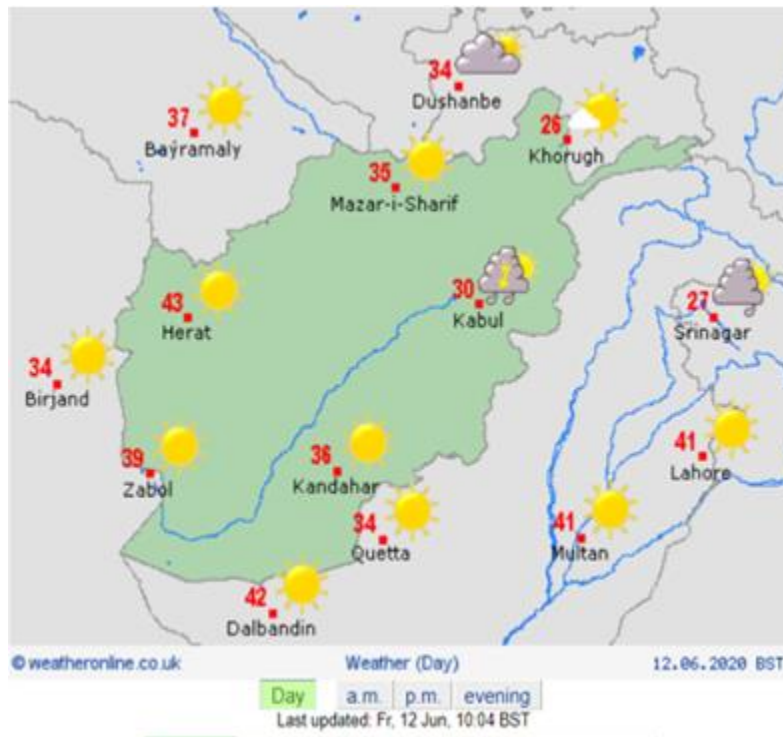 34
Dushanbe
37
Baýramaly
26
Khorugh
35
Mazar-i-Sharif
43
Herat
30
Kabul
27
Srinagar
34
Birjand
39
Zabol
36
Kandahar
41
Lahore
34
Quetta
41
Multan
42
Dalbandin
© weatheronline.co.uk Weather (Day) 12.06.2020 BST
Day a.m. p.m. evening
Last updated: Fr, 12 Jun, 10:04 BST